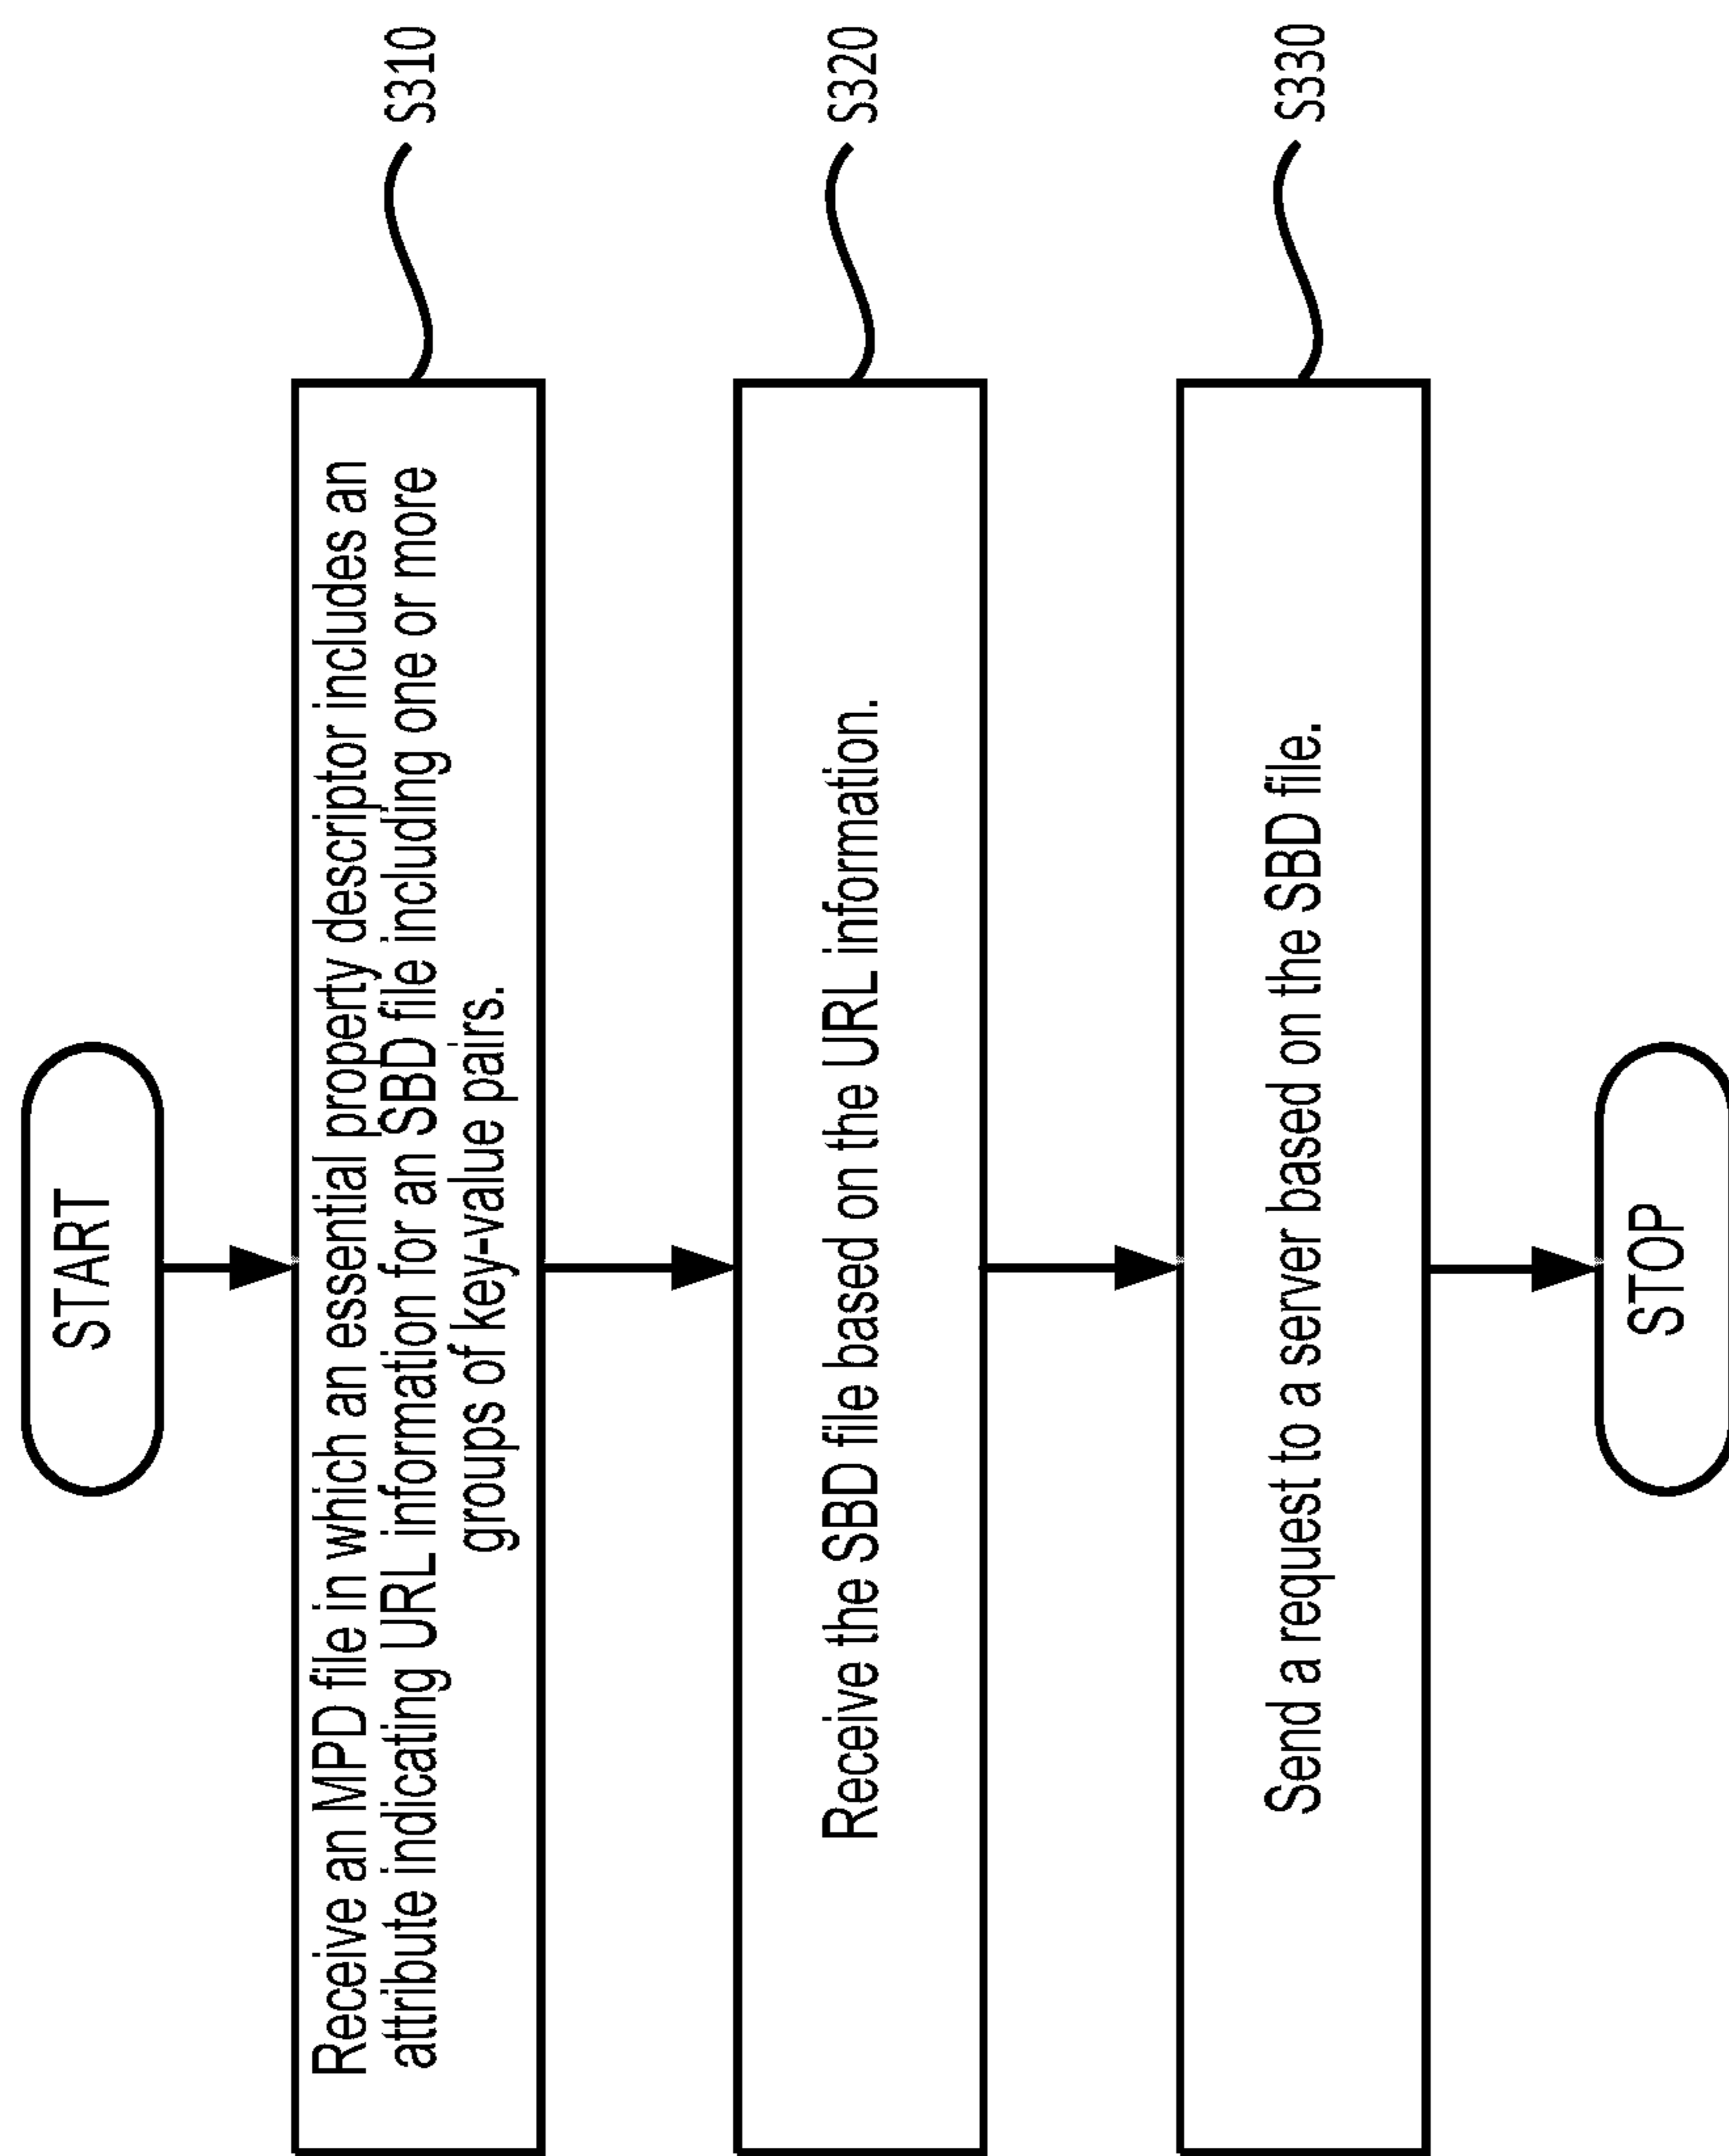 START
Receive an MPD file in which an essential property descriptor includes an
attribute indicating URL information for an SBD file including one or more
groups of key-value pairs.
S310
Receive the SBD file based on the URL information.
S320
Send a request to a server based on the SBD file.
S330
STOP